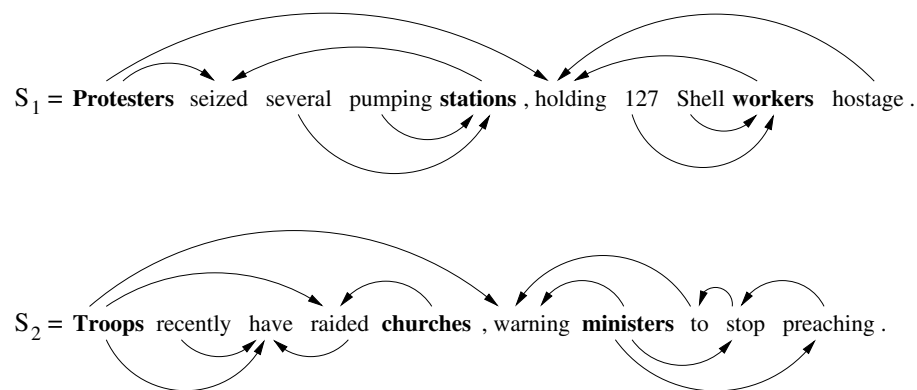 S1 = Protesters seized several pumping stations , holding 127 Shell workers hostage .
S2 = Troops recently have raided churches , warning ministers to stop preaching .